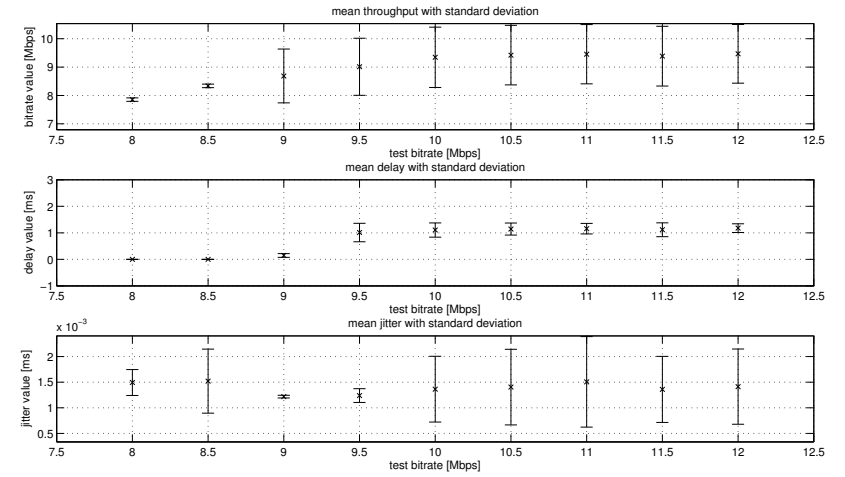 mean throughput with standard deviation
bitrate value [Mbps]
10
9
8
7
7.5 8 8.5 9 9.5 10 10.5 11 11.5 12 12.5
test bitrate [Mbps]
mean delay with standard deviation
delay value [ms]
3
2
1
0
−1
7.5 8 8.5 9 9.5 10 10.5 11 11.5 12 12.5
test bitrate [Mbps]
mean jitter with standard deviation
x 10−3
jitter value [ms]
2
1.5
1
0.5
7.5 8 8.5 9 9.5 10 10.5 11 11.5 12 12.5
test bitrate [Mbps]